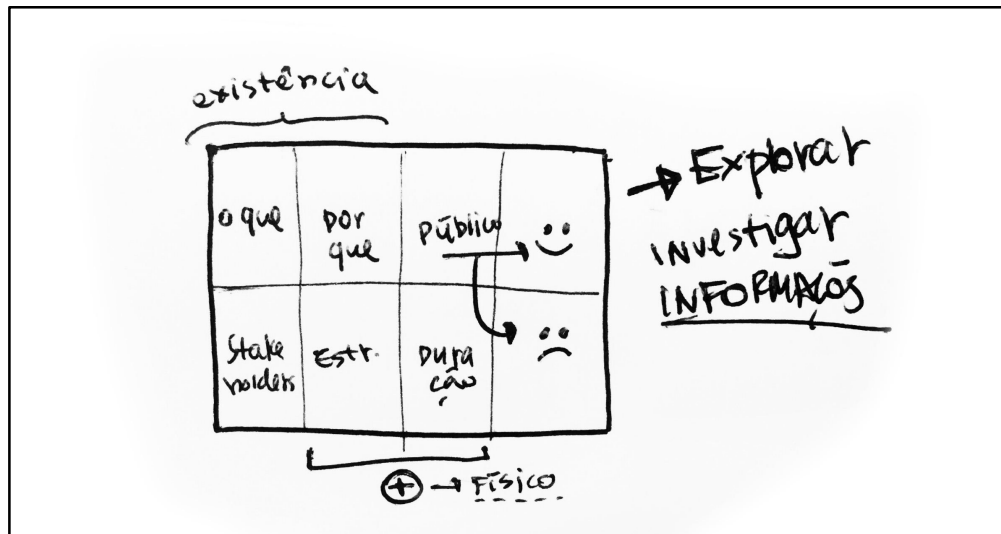 existência
o que
por
que
público
Stake
holders
Estr.
Dura
ção
+ → Físico
→ Explorar
investigar
INFORMAÇÕS